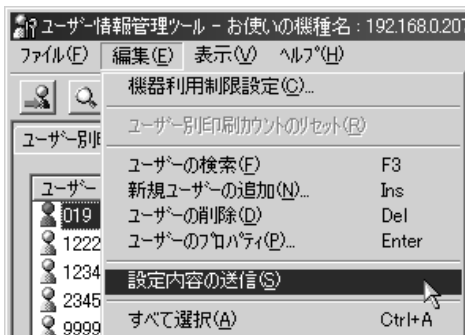 ユーザー情報管理ツール - お使いの機種名 : 192.168.0.207
ファイル(F) 編集(E) 表示(V) ヘルプ(H)
機器利用制限設定(C)...
ユーザー別印刷カウントのリセット(R)
ユーザー別
ユーザーの検索(F) F3
ユーザー
新規ユーザーの追加(N)... Ins
019
ユーザーの削除(D) Del
1222
ユーザーのプロパティ(P)... Enter
1234
設定内容の送信(S)
2345
すべて選択(A) Ctrl+A
9999